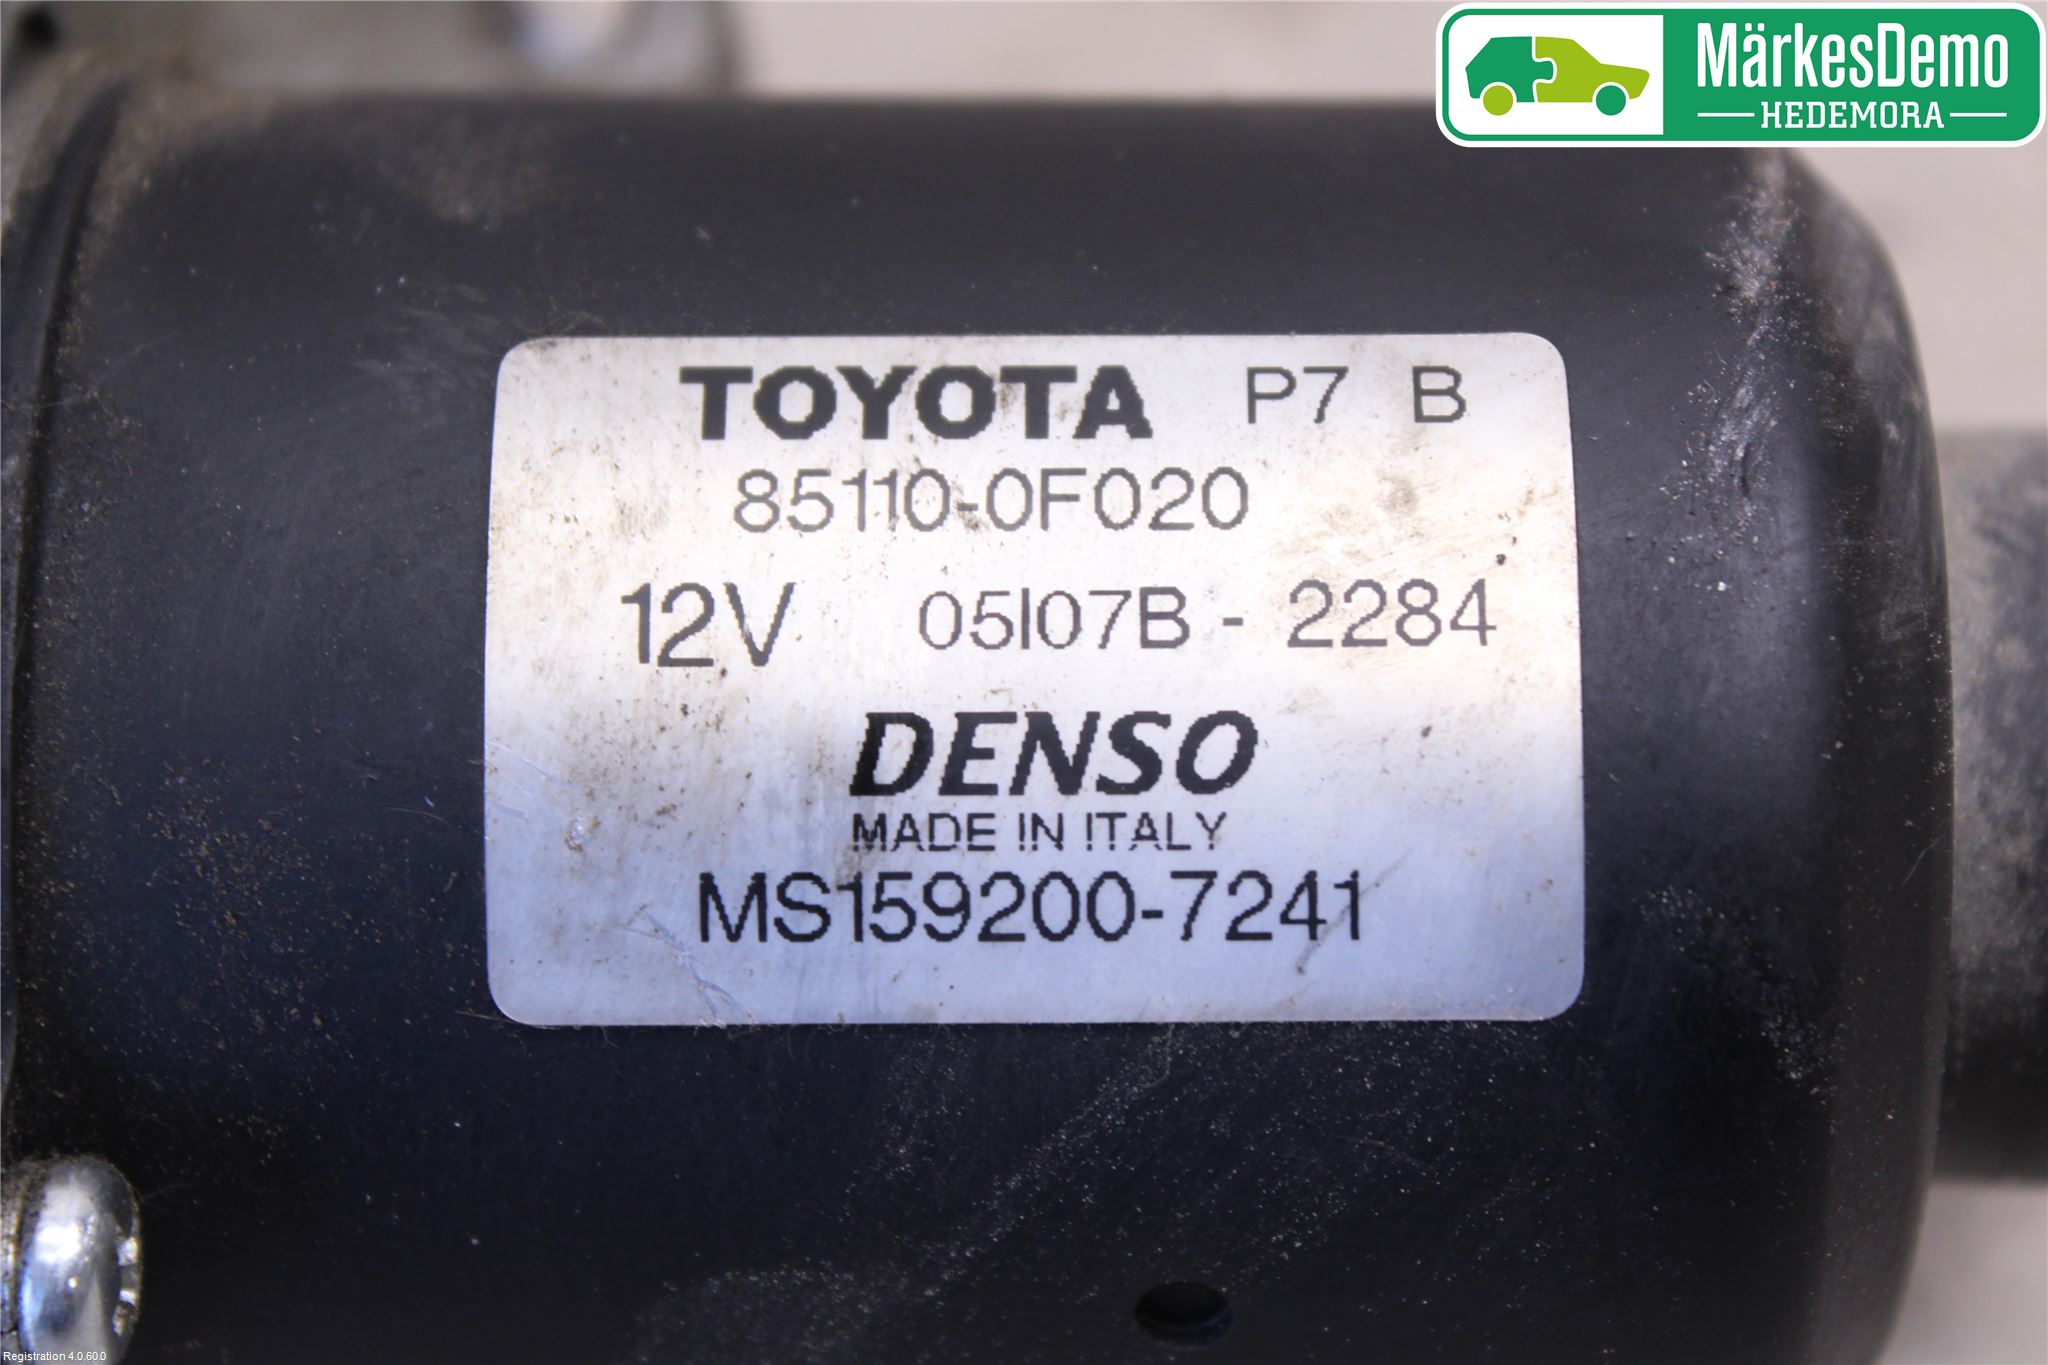 MärkesDemo
HEDEMORA
TOYOTA P7 B
85110-0F020
12V 05I07B - 2284
DENSO
MADE IN ITALY
MS159200-7241
Registration 4.0.60.0